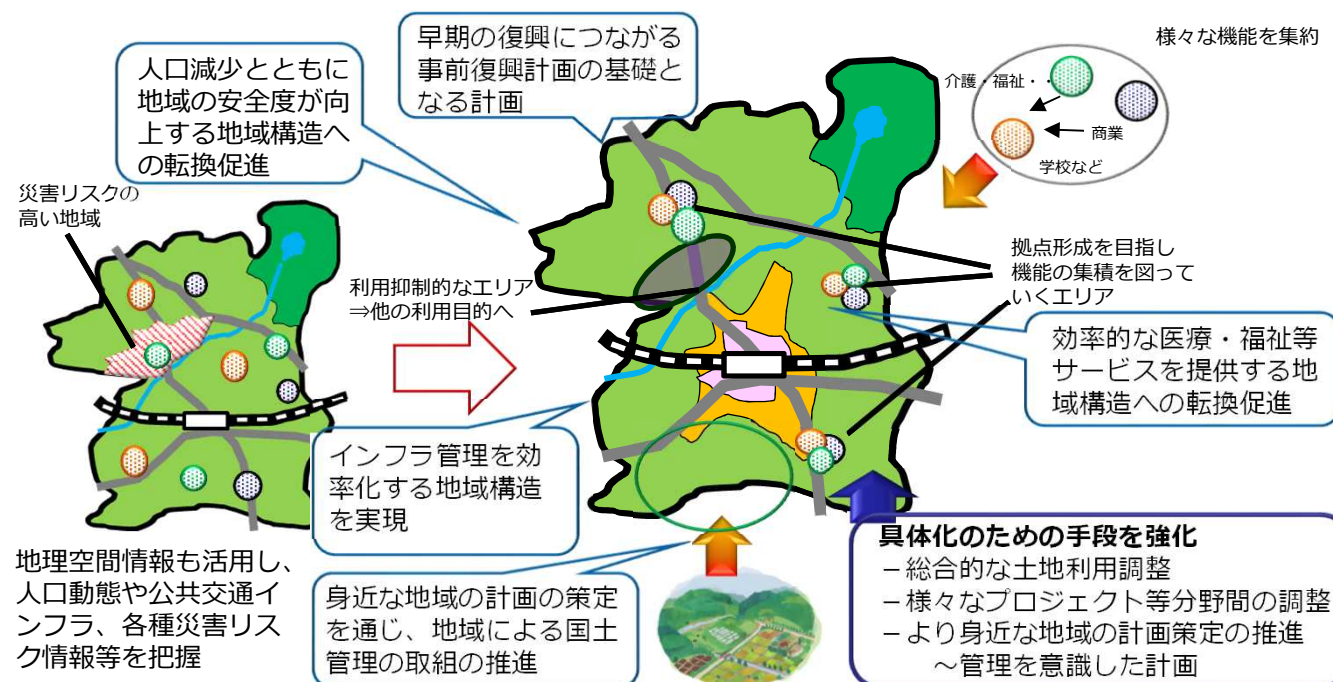 早期の復興につながる
事前復興計画の基礎と
なる計画
様々な機能を集約
介護・福祉・・
商業
学校など
人口減少とともに
地域の安全度が向
上する地域構造へ
の転換促進
災害リスクの
高い地域
利用抑制的なエリア
⇒他の利用目的へ
拠点形成を目指し
機能の集積を図って
いくエリア
効率的な医療・福祉等
サービスを提供する地
域構造への転換促進
インフラ管理を効
率化する地域構造
を実現
地理空間情報も活用し、
人口動態や公共交通イ
ンフラ、各種災害リス
ク情報等を把握
身近な地域の計画の策定
を通じ、地域による国土
管理の取組の推進
具体化のための手段を強化
－総合的な土地利用調整
－様々なプロジェクト等分野間の調整
－より身近な地域の計画策定の推進
～管理を意識した計画